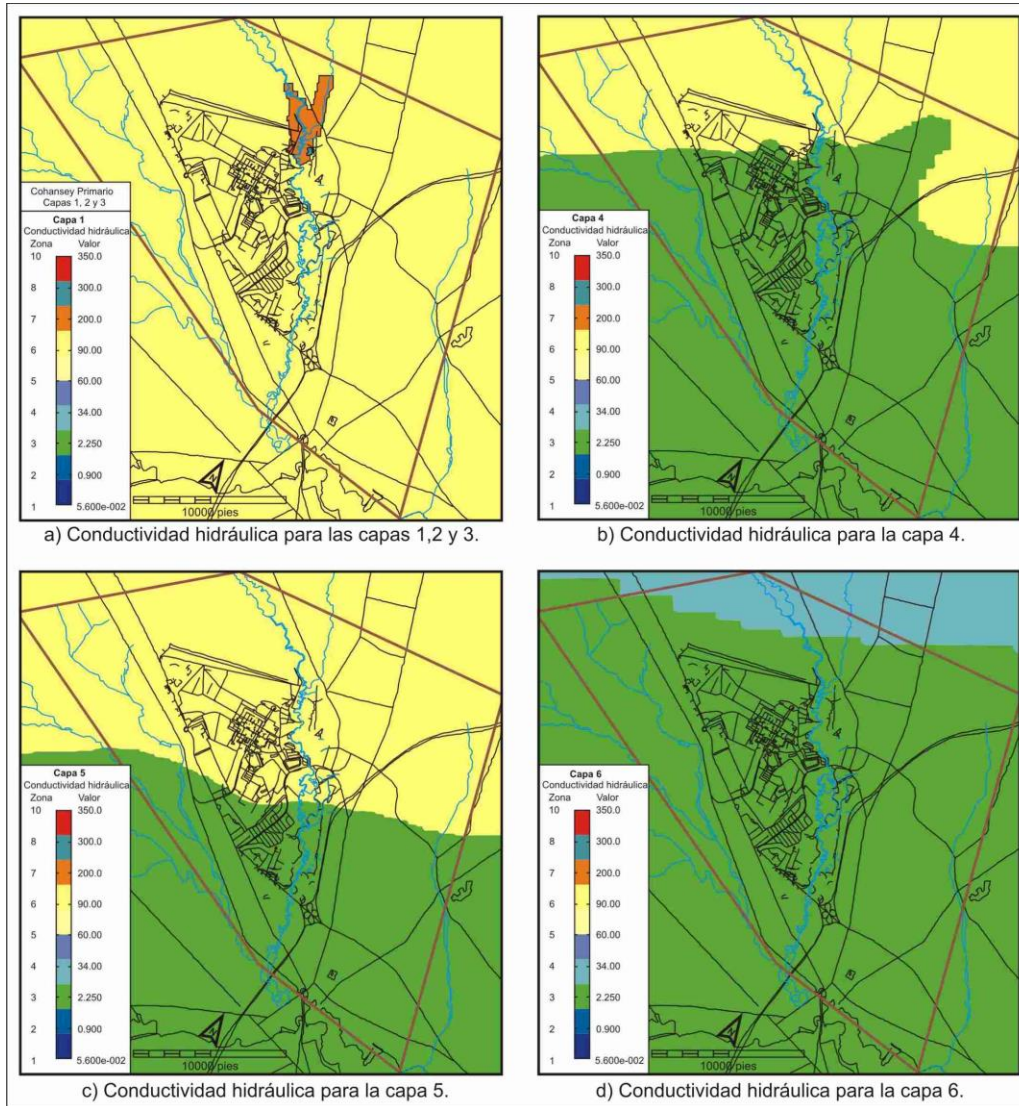 Cohansey Primario
Capas 1, 2 y 3
Capa 1
Conductividad hidráulica
Zona Valor
10 350.0
8 300.0
7 200.0
6 90.00
5 60.00
4 34.00
3 2.250
2 0.900
1 5.600e-002
N
10000 pies
a) Conductividad hidráulica para las capas 1,2 y 3.
Capa 4
Conductividad hidráulica
Zona Valor
10 350.0
8 300.0
7 200.0
6 90.00
5 60.00
4 34.00
3 2.250
2 0.900
1 5.600e-002
N
10000 pies
b) Conductividad hidráulica para la capa 4.
Capa 5
Conductividad hidráulica
Zona Valor
10 350.0
8 300.0
7 200.0
6 90.00
5 60.00
4 34.00
3 2.250
2 0.900
1 5.600e-002
N
10000 pies
c) Conductividad hidráulica para la capa 5.
Capa 6
Conductividad hidráulica
Zona Valor
10 350.0
8 300.0
7 200.0
6 90.00
5 60.00
4 34.00
3 2.250
2 0.900
1 5.600e-002
N
10000 pies
d) Conductividad hidráulica para la capa 6.